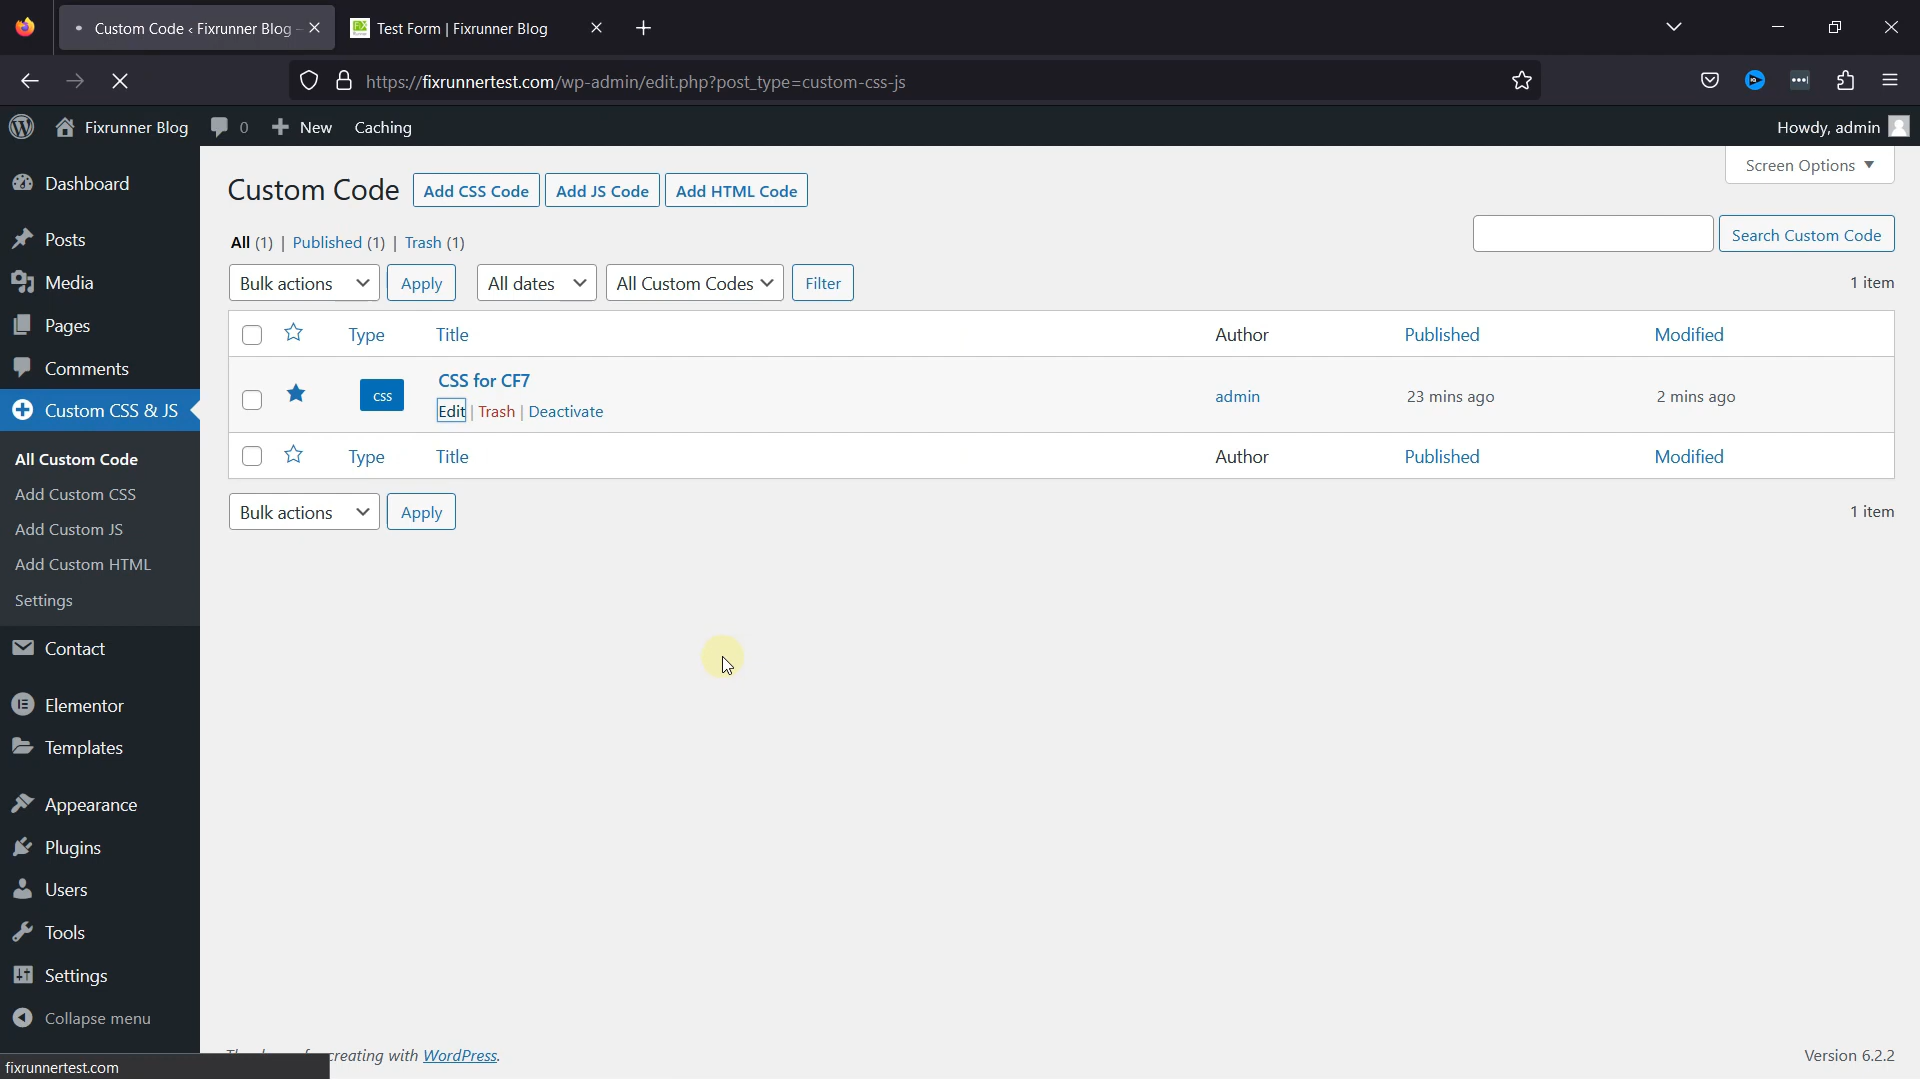 Custom Code ‹ Fixrunner Blog
Test Form | Fixrunner Blog
https://fixrunnertest.com/wp-admin/edit.php?post_type=custom-css-js
Fixrunner Blog
0
New
Caching
Howdy, admin
Dashboard
Posts
Media
Pages
Comments
Custom CSS & JS
All Custom Code
Add Custom CSS
Add Custom JS
Add Custom HTML
Settings
Contact
Elementor
Templates
Appearance
Plugins
Users
Tools
Settings
Collapse menu
fixrunnertest.com
Screen Options
Custom Code
Add CSS Code
Add JS Code
Add HTML Code
All (1) | Published (1) | Trash (1)
Search Custom Code
Bulk actions
Apply
All dates
All Custom Codes
Filter
1 item
Type Title Author Published Modified
css
CSS for CF7
Edit | Trash | Deactivate
admin
23 mins ago
2 mins ago
Type Title Author Published Modified
Bulk actions
Apply
1 item
creating with WordPress.
Version 6.2.2